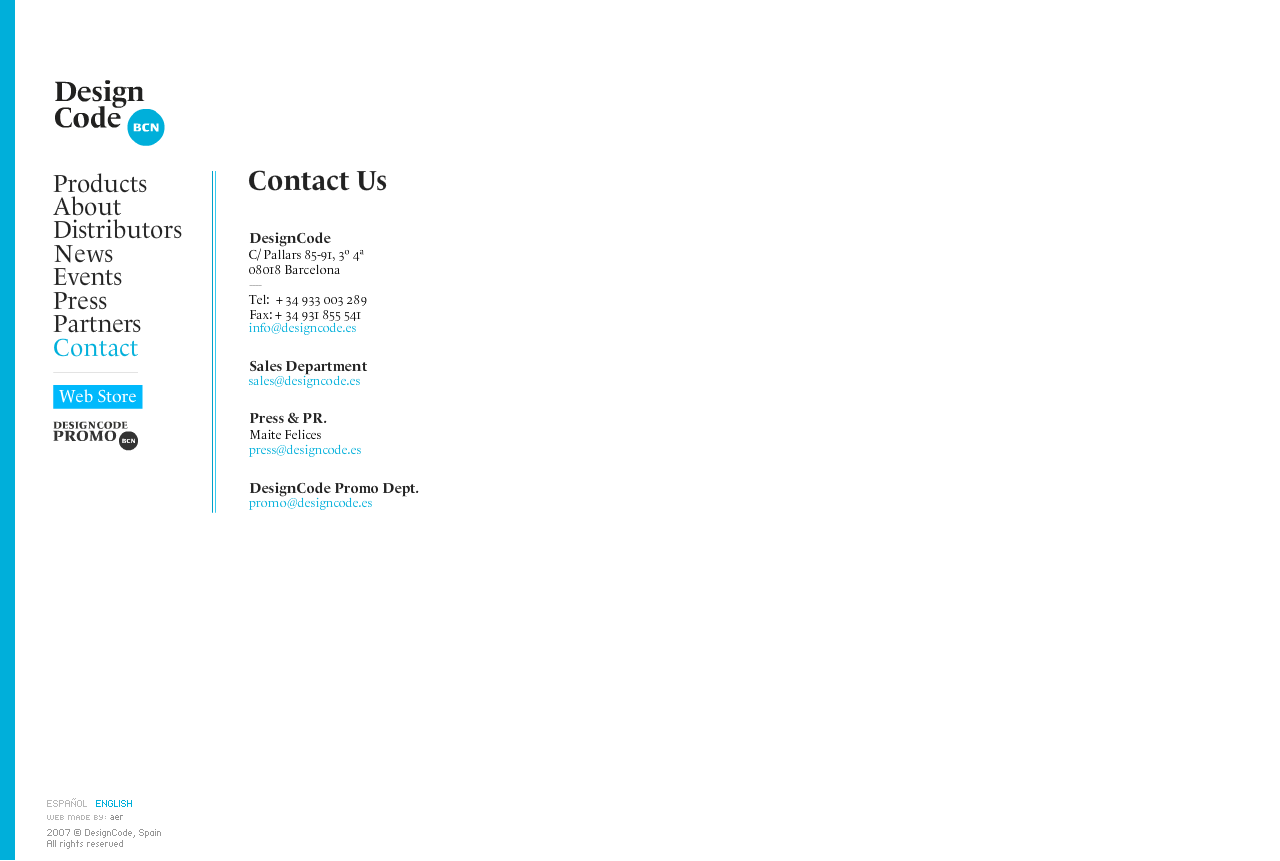 Design
Code
BCN
Products
About
Distributors
News
Events
Press
Partners
Contact
Web Store
DESIGNCODE
PROMO BCN
Contact Us
DesignCode
C/ Pallars 85-91, 3º 4ª
08018 Barcelona
—
Tel: + 34 933 003 289
Fax: + 34 931 855 541
info@designcode.es
Sales Department
sales@designcode.es
Press & PR.
Maite Felices
press@designcode.es
DesignCode Promo Dept.
promo@designcode.es
ESPAÑOL ENGLISH
WEB MADE BY: aer
2007 © DesignCode, Spain
All rights reserved